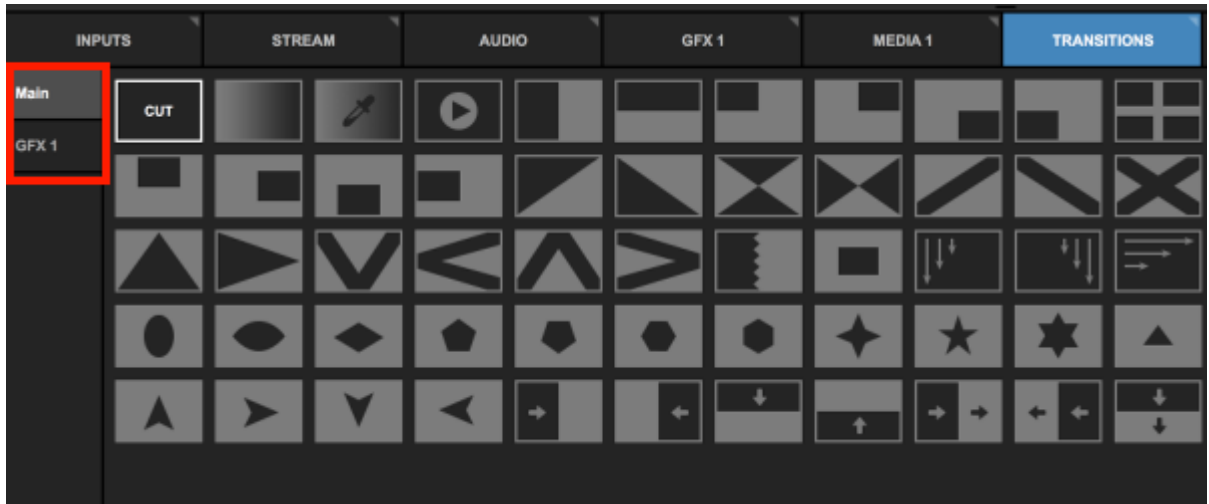 INPUTS STREAM AUDIO GFX 1 MEDIA 1 TRANSITIONS
Main
CUT
GFX 1